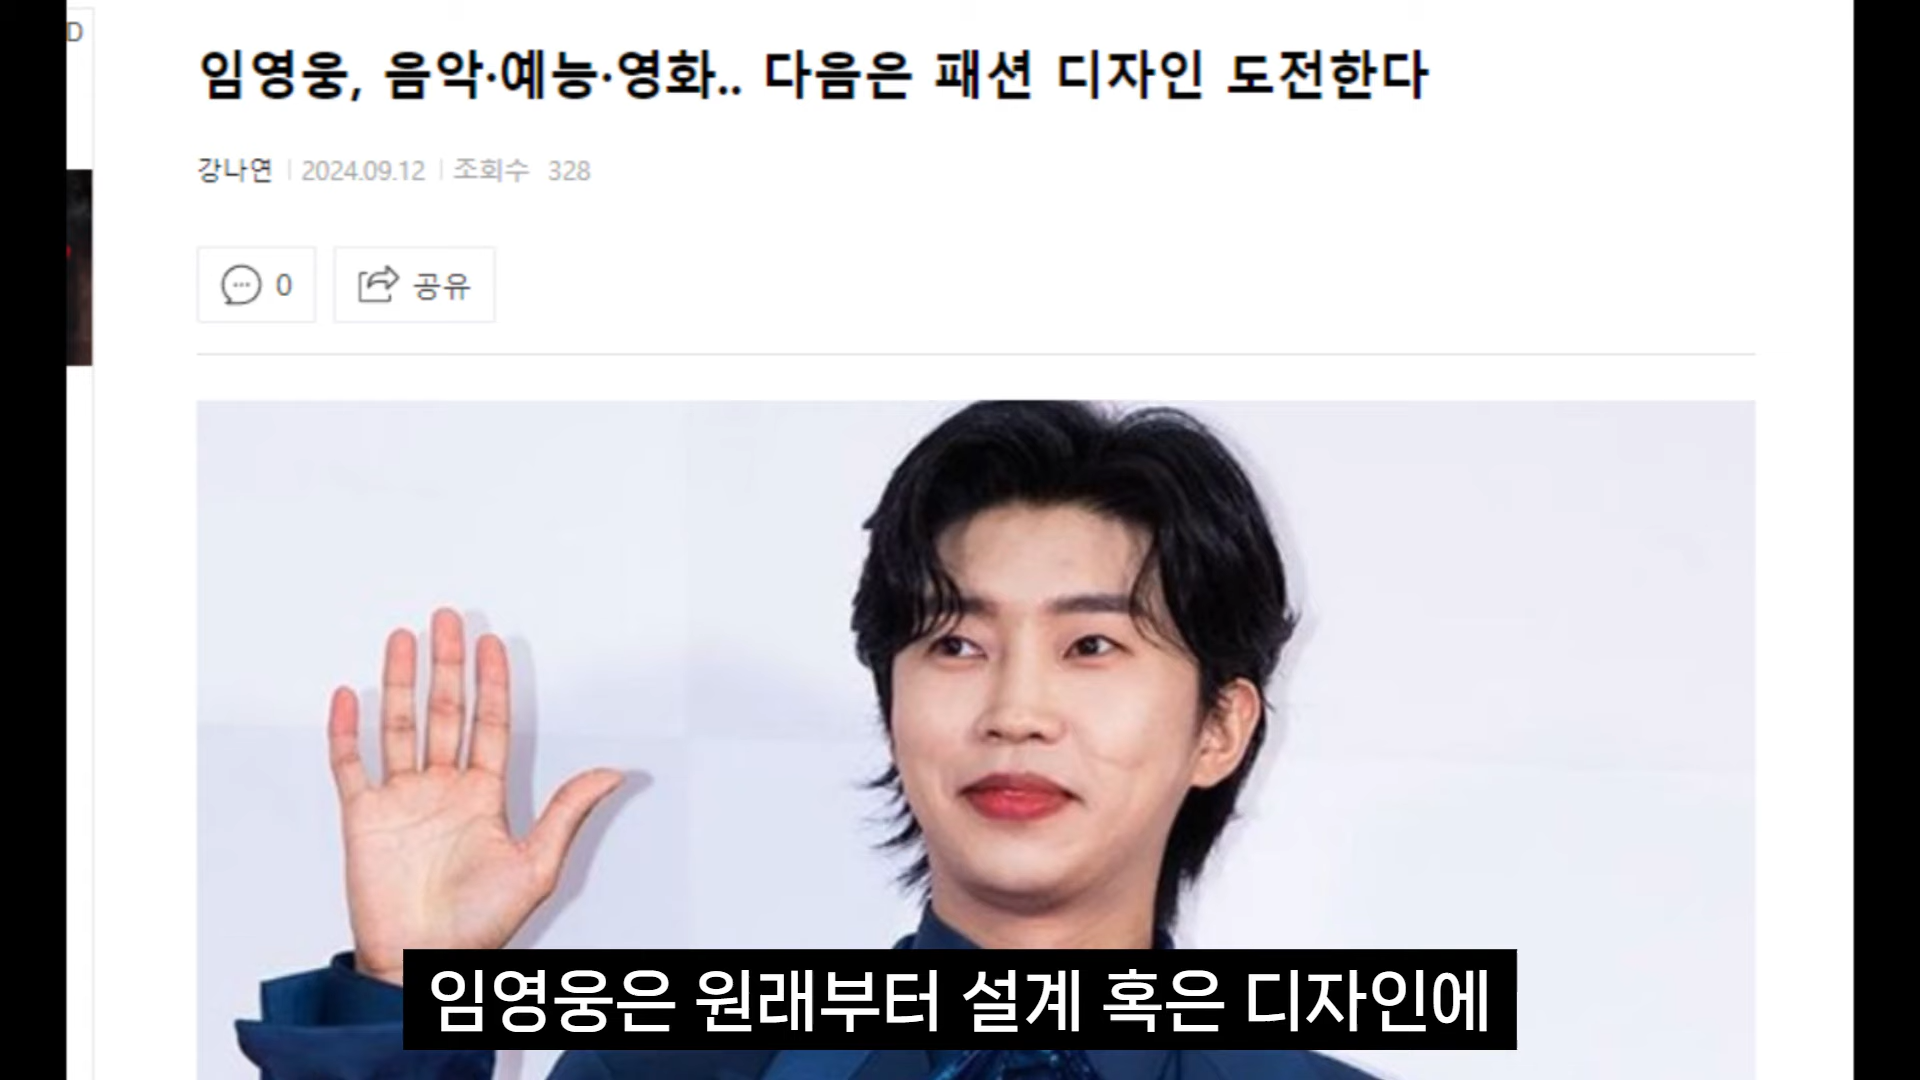 D
임영웅, 음악·예능·영화.. 다음은 패션 디자인 도전한다
강나연 | 2024.09.12 | 조회수 328
0 공유
임영웅은 원래부터 설계 혹은 디자인에